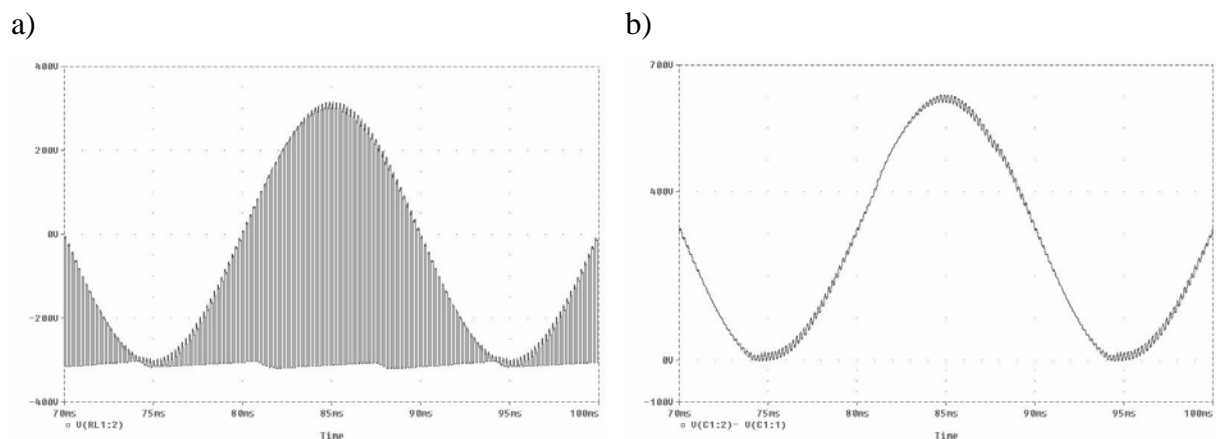 a)
400V
200V
0V
-200V
-400V
70ms 75ms 80ms 85ms 90ms 95ms 100ms
V(RL1:2)
Time
b)
700V
400V
0V
-100V
70ms 75ms 80ms 85ms 90ms 95ms 100ms
V(C1:2)- V(C1:1)
Time